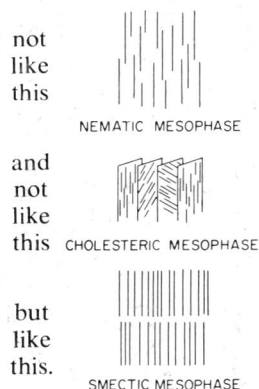 not
like
this
NEMATIC MESOPHASE
and
not
like
this
CHOLESTERIC MESOPHASE
but
like
this.
SMECTIC MESOPHASE